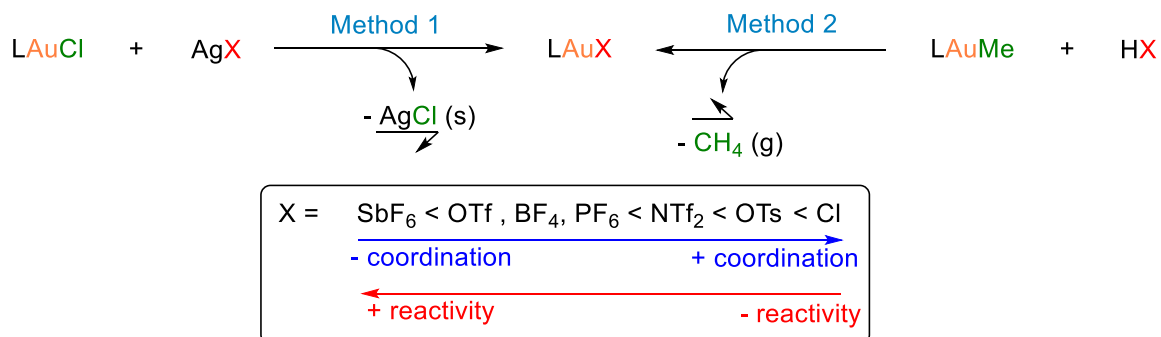 Method 1
Method 2
LAuCl + AgX LAuX LAuMe + HX
- AgCl (s)
- CH4 (g)
X = SbF6 < OTf , BF4, PF6 < NTf2 < OTs < Cl
- coordination + coordination
+ reactivity - reactivity